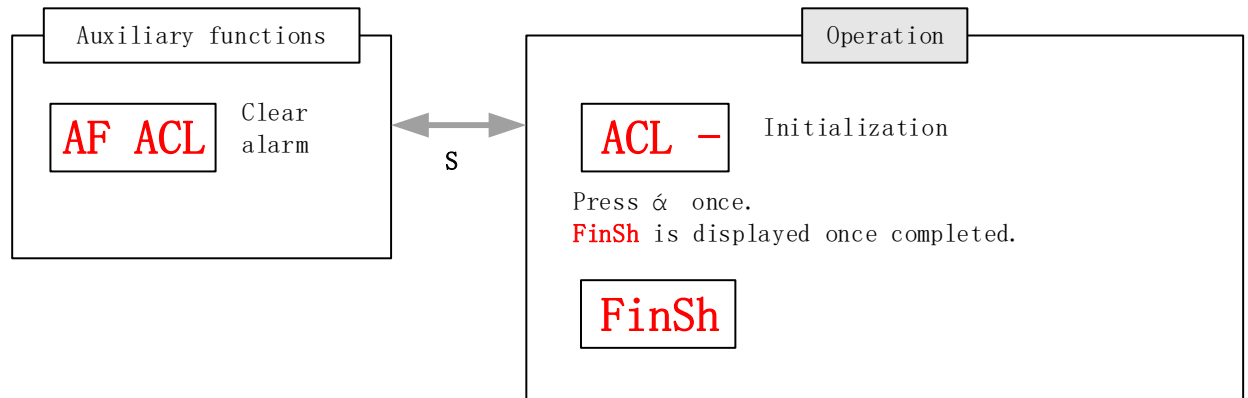 Auxiliary functions
AF ACL
Clear
alarm
S
Operation
ACL -
Initialization
Press ά once.
FinSh is displayed once completed.
FinSh